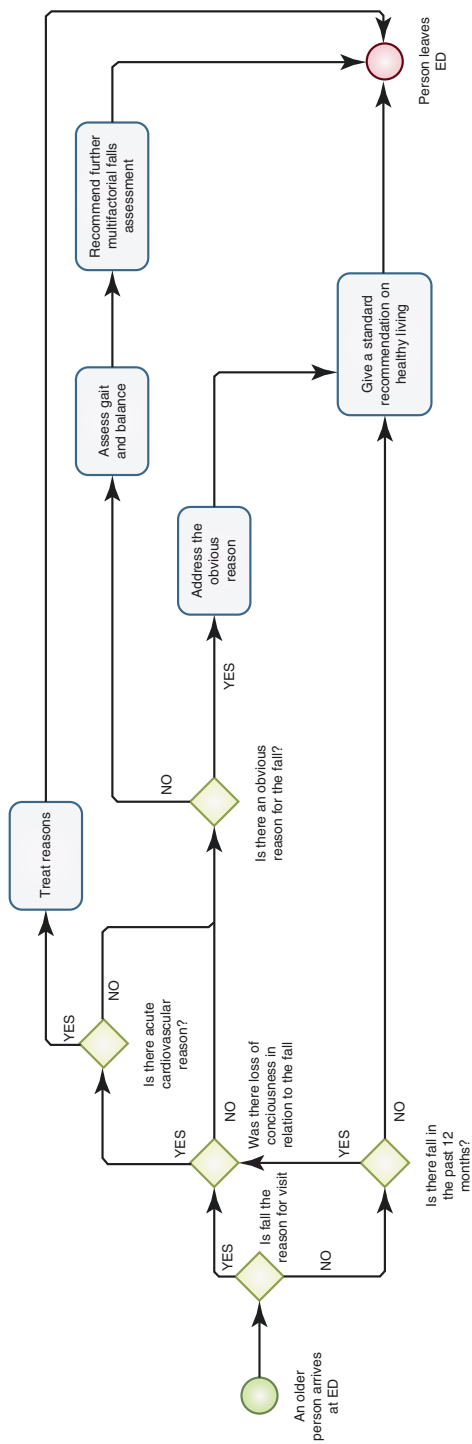 An older
person arrives
at ED
Is fall the
reason for visit
YES
NO
Was there loss of
conciousness in
relation to the fall
YES
NO
Is there fall in
the past 12
months?
YES
NO
Is there acute
cardiovascular
reason?
YES
NO
Treat reasons
Is there an obvious
reason for the fall?
NO
YES
Assess gait
and balance
Address the
obvious
reason
Recommend further
multifactorial falls
assessment
Give a standard
recommendation on
healthy living
Person leaves
ED